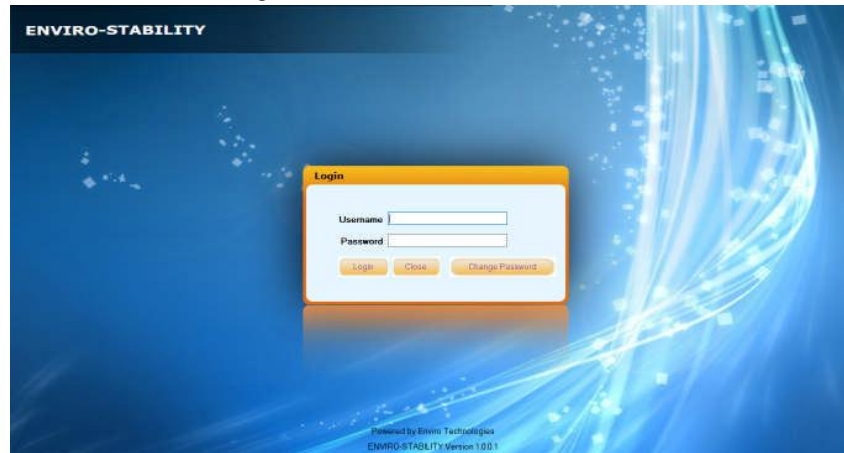 ENVIRO-STABILITY
Login
Username
Password
Login Close Change Password
Powered by Enviro Technologies
ENVIRO-STABILITY Version 1.0.0.1